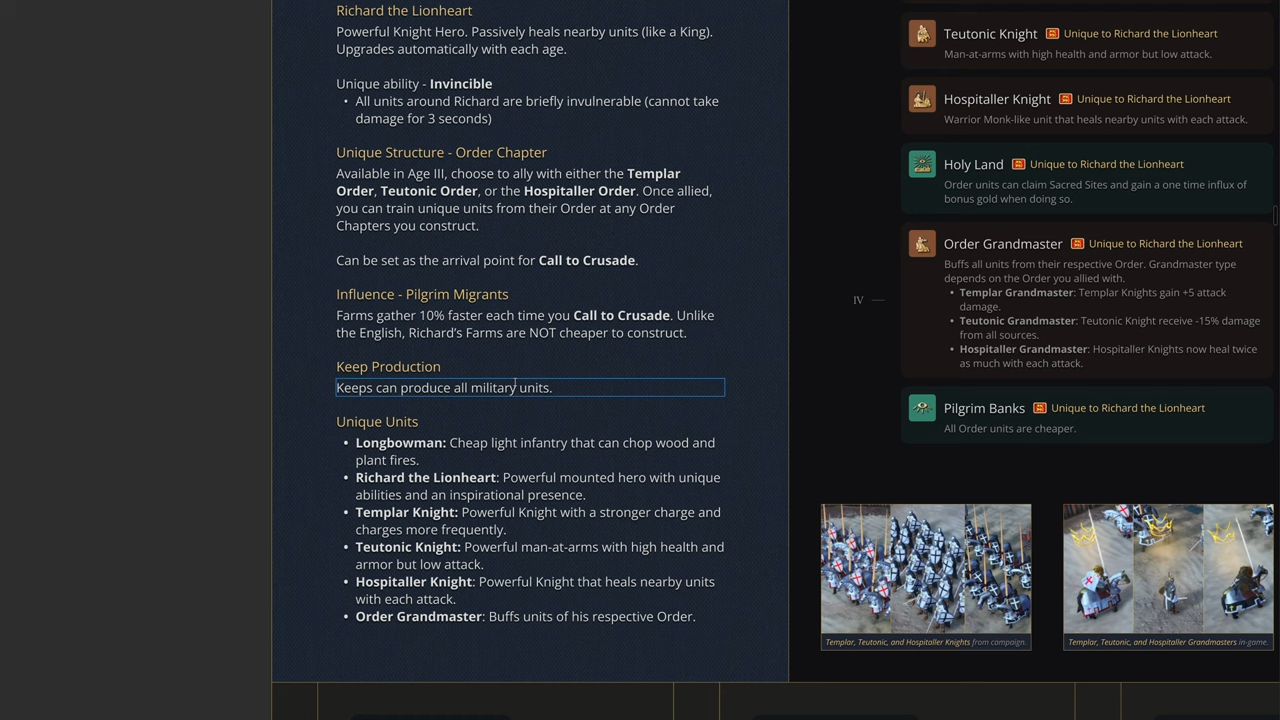 Richard the Lionheart
Powerful Knight Hero. Passively heals nearby units (like a King).
Upgrades automatically with each age.
Unique ability - Invincible
• All units around Richard are briefly invulnerable (cannot take
damage for 3 seconds)
Unique Structure - Order Chapter
Available in Age III, choose to ally with either the Templar
Order, Teutonic Order, or the Hospitaller Order. Once allied,
you can train unique units from their Order at any Order
Chapters you construct.
Can be set as the arrival point for Call to Crusade.
Influence - Pilgrim Migrants
Farms gather 10% faster each time you Call to Crusade. Unlike
the English, Richard's Farms are NOT cheaper to construct.
Keep Production
Keeps can produce all military units.
Unique Units
• Longbowman: Cheap light infantry that can chop wood and
plant fires.
• Richard the Lionheart: Powerful mounted hero with unique
abilities and an inspirational presence.
• Templar Knight: Powerful Knight with a stronger charge and
charges more frequently.
• Teutonic Knight: Powerful man-at-arms with high health and
armor but low attack.
• Hospitaller Knight: Powerful Knight that heals nearby units
with each attack.
• Order Grandmaster: Buffs units of his respective Order.
Teutonic Knight Unique to Richard the Lionheart
Man-at-arms with high health and armor but low attack.
Hospitaller Knight Unique to Richard the Lionheart
Warrior Monk-like unit that heals nearby units with each attack.
Holy Land Unique to Richard the Lionheart
Order units can claim Sacred Sites and gain a one time influx of
bonus gold when doing so.
IV
Order Grandmaster Unique to Richard the Lionheart
Buffs all units from their respective Order. Grandmaster type
depends on the Order you allied with.
• Templar Grandmaster: Templar Knights gain +5 attack
damage.
• Teutonic Grandmaster: Teutonic Knight receive -15% damage
from all sources.
• Hospitaller Grandmaster: Hospitaller Knights now heal twice
as much with each attack.
Pilgrim Banks Unique to Richard the Lionheart
All Order units are cheaper.
Templar, Teutonic, and Hospitaller Knights from campaign.
Templar, Teutonic, and Hospitaller Grandmasters in-game.